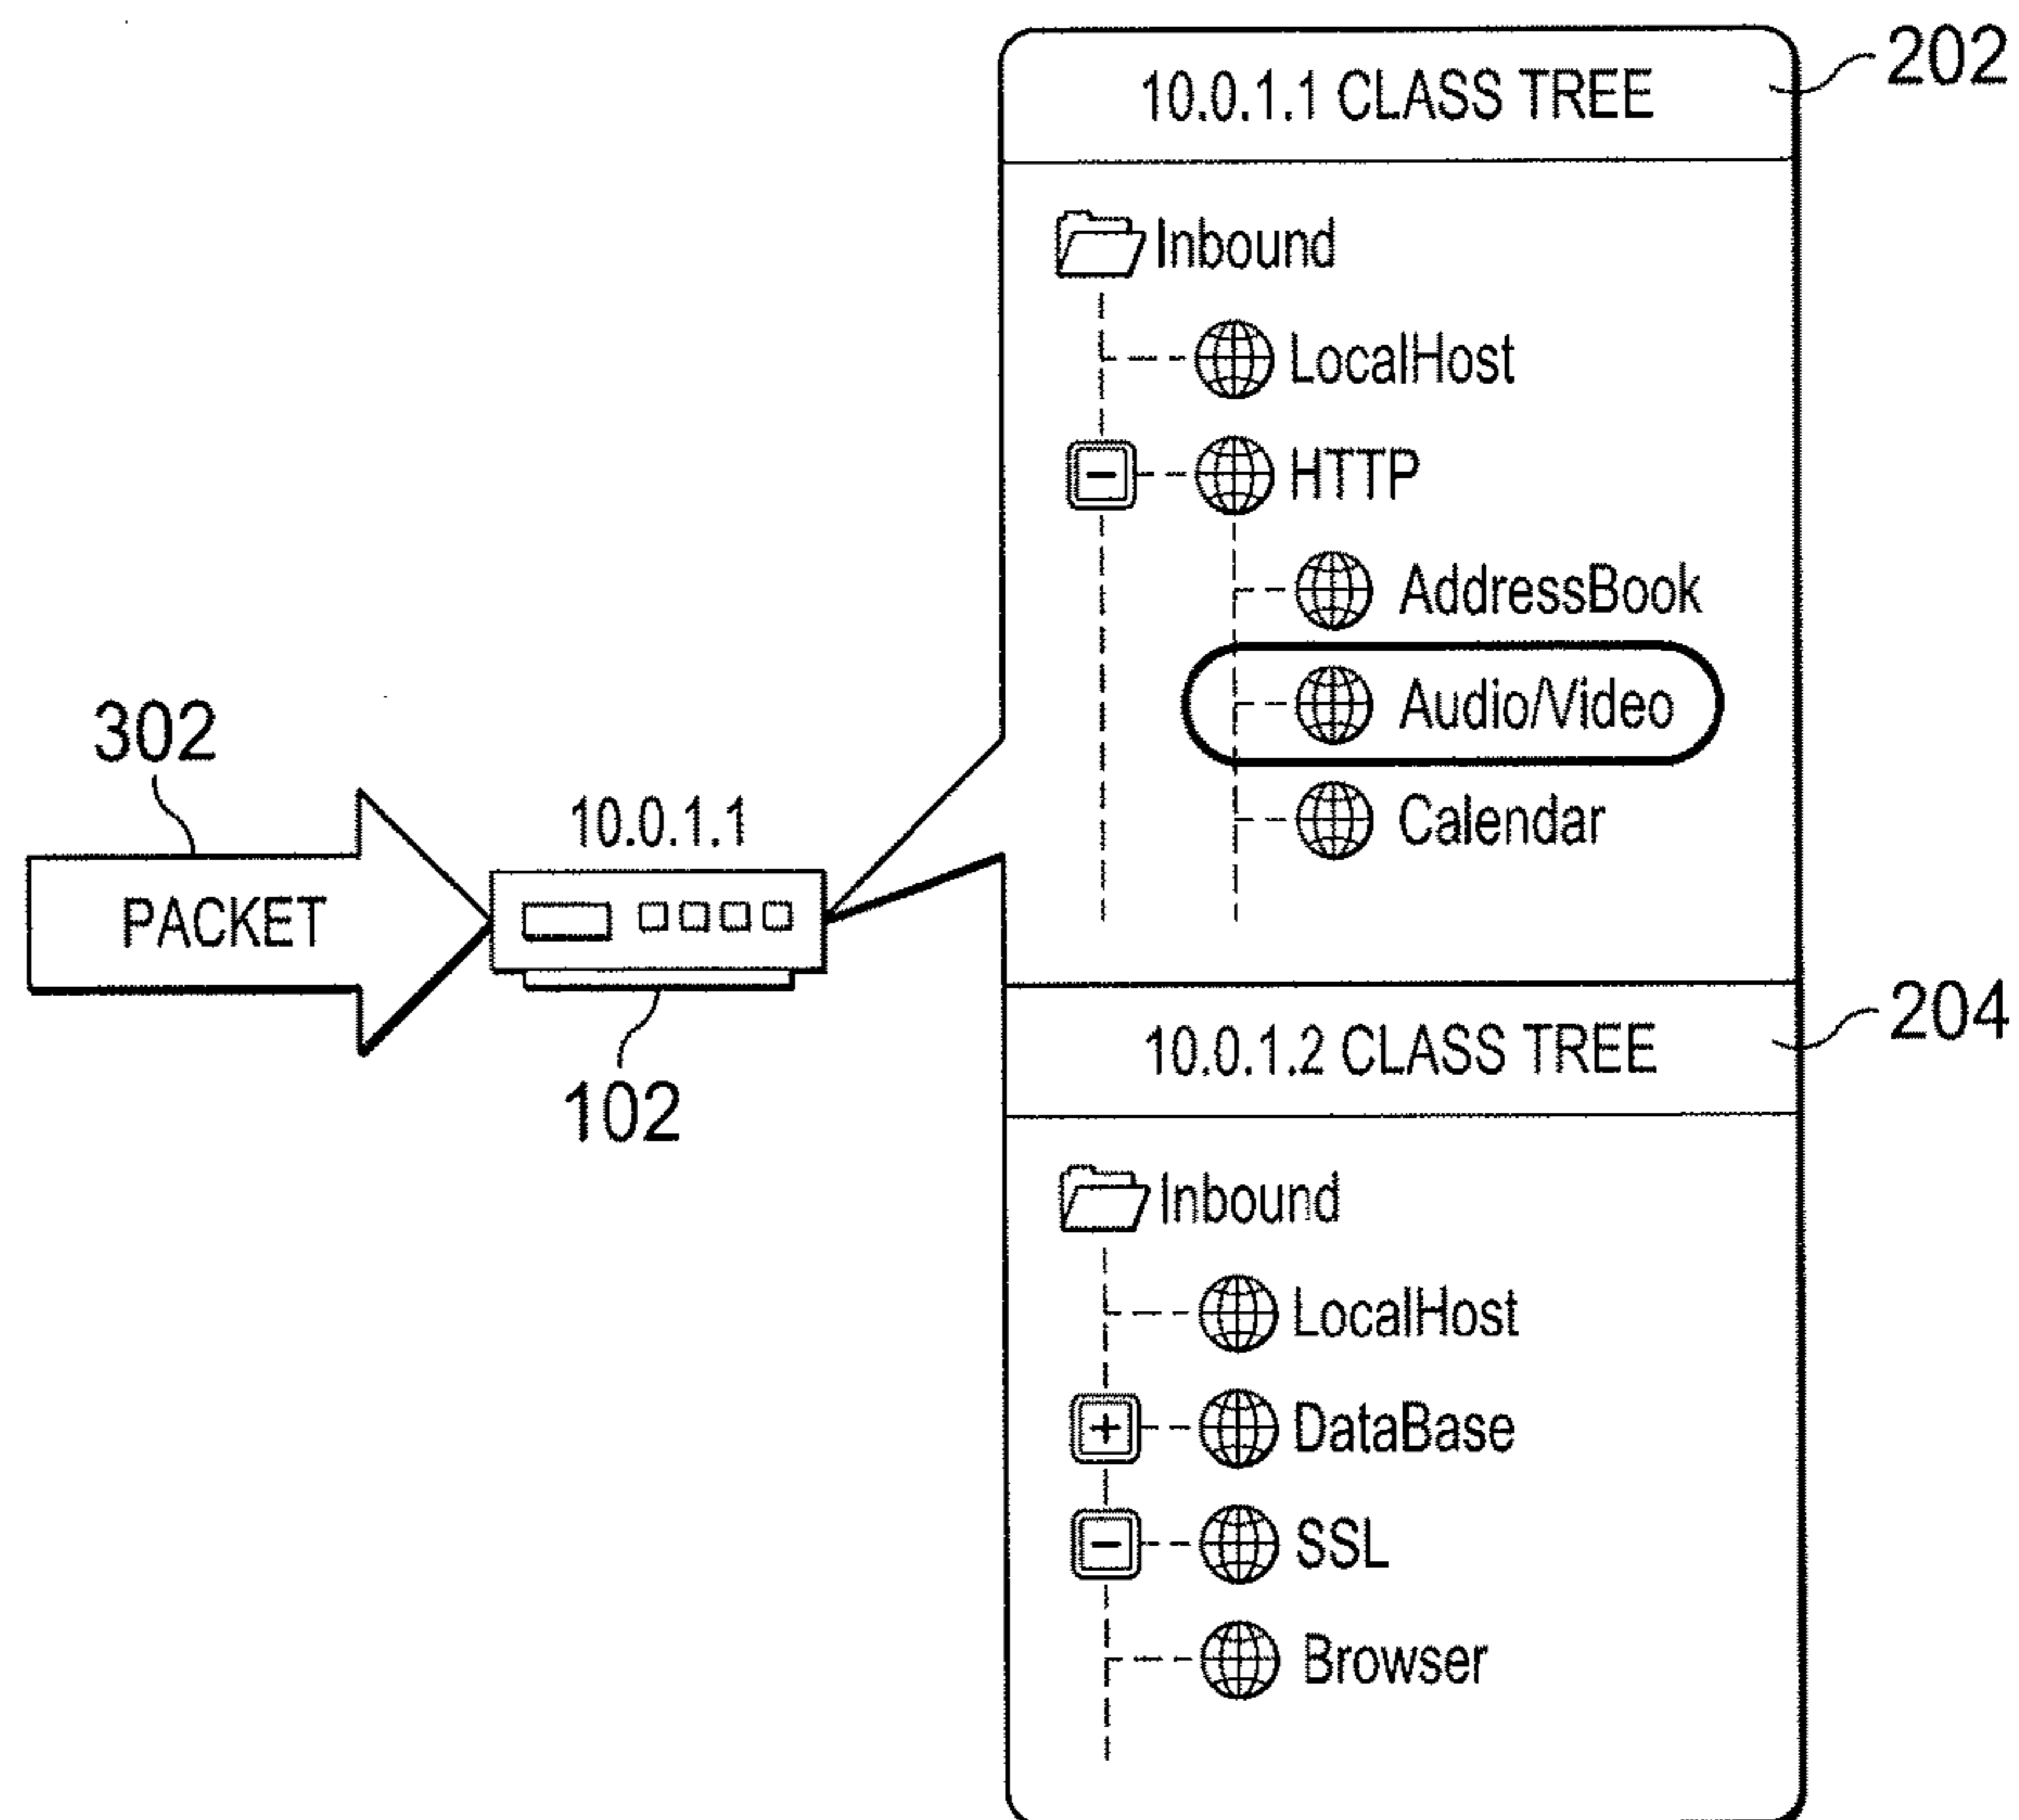 202
10.0.1.1 CLASS TREE
Inbound
LocalHost
HTTP
AddressBook
Audio/Video
Calendar
302
PACKET
10.0.1.1
102
204
10.0.1.2 CLASS TREE
Inbound
LocalHost
DataBase
SSL
Browser